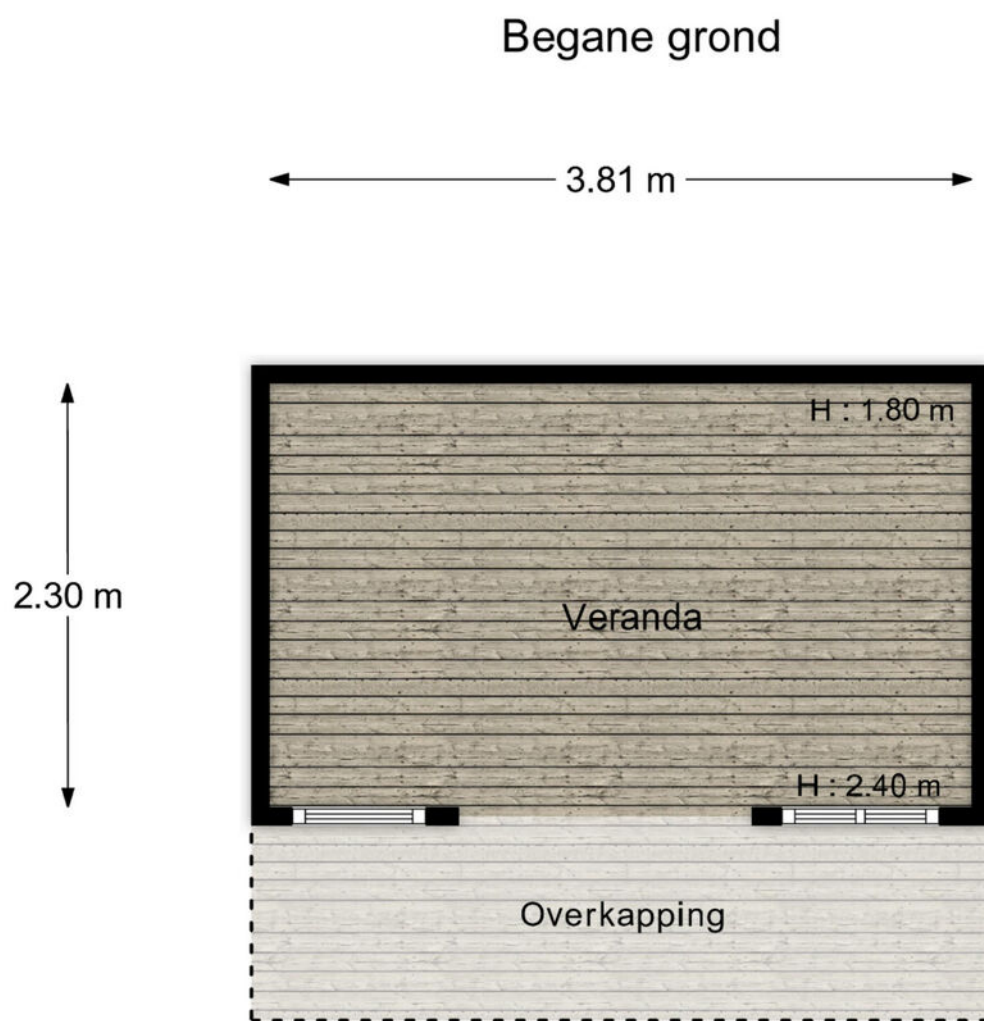 Begane grond
3.81 m
H : 1.80 m
2.30 m
Veranda
H : 2.40 m
Overkapping